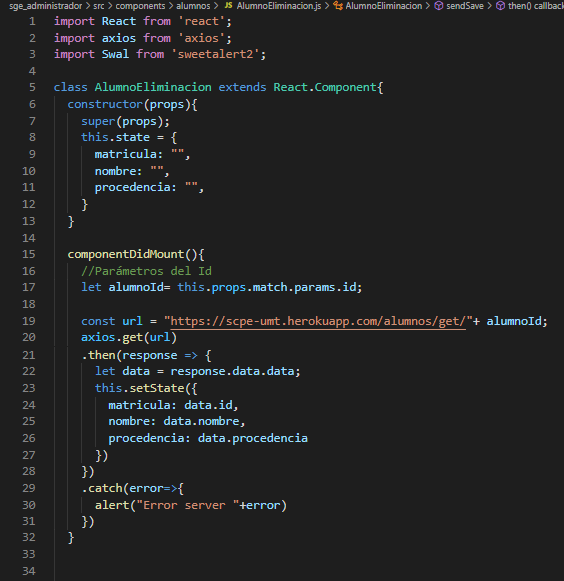 sge_administrador > src > components > alumnos > JS AlumnoEliminacion.js > AlumnoEliminacion > sendSave > then() callback
1 import React from 'react';
2 import axios from 'axios';
3 import Swal from 'sweetalert2';
4
5 class AlumnoEliminacion extends React.Component{
6   constructor(props){
7     super(props);
8     this.state = {
9       matricula: "",
10       nombre: "",
11       procedencia: "",
12     }
13   }
14
15   componentDidMount(){
16     //Parámetros del Id
17     let alumnoId= this.props.match.params.id;
18
19     const url = "https://scpe-umt.herokuapp.com/alumnos/get/"+ alumnoId;
20     axios.get(url)
21     .then(response => {
22       let data = response.data.data;
23       this.setState({
24         matricula: data.id,
25         nombre: data.nombre,
26         procedencia: data.procedencia
27       })
28     })
29     .catch(error=>{
30       alert("Error server "+error)
31     })
32   }
33
34